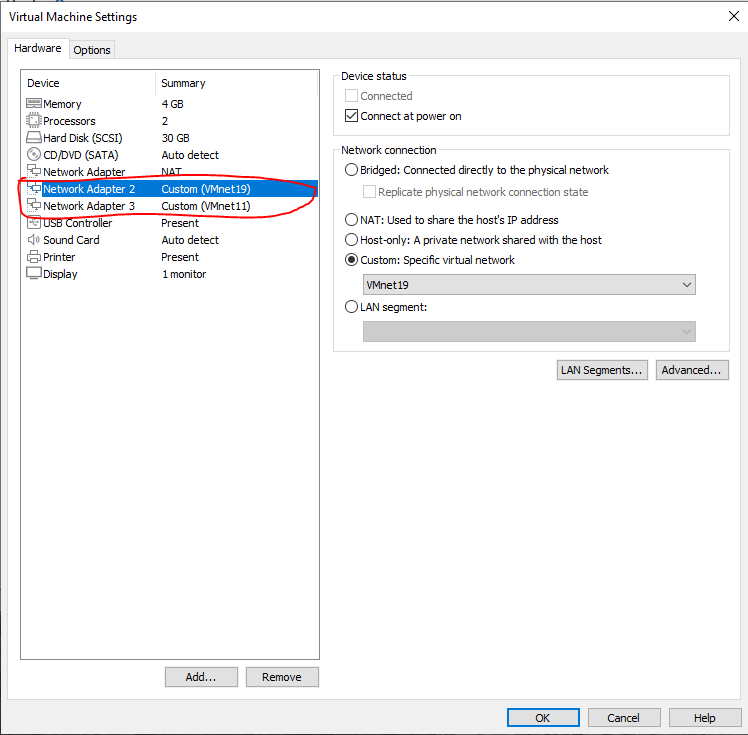 Virtual Machine Settings
Hardware
Options
Device Summary
Memory 4 GB
Processors 2
Hard Disk (SCSI) 30 GB
CD/DVD (SATA) Auto detect
Network Adapter NAT
Network Adapter 2 Custom (VMnet19)
Network Adapter 3 Custom (VMnet11)
USB Controller Present
Sound Card Auto detect
Printer Present
Display 1 monitor
Add...
Remove
Device status
Connected
Connect at power on
Network connection
Bridged: Connected directly to the physical network
Replicate physical network connection state
NAT: Used to share the host's IP address
Host-only: A private network shared with the host
Custom: Specific virtual network
VMnet19
LAN segment:
LAN Segments...
Advanced...
OK
Cancel
Help